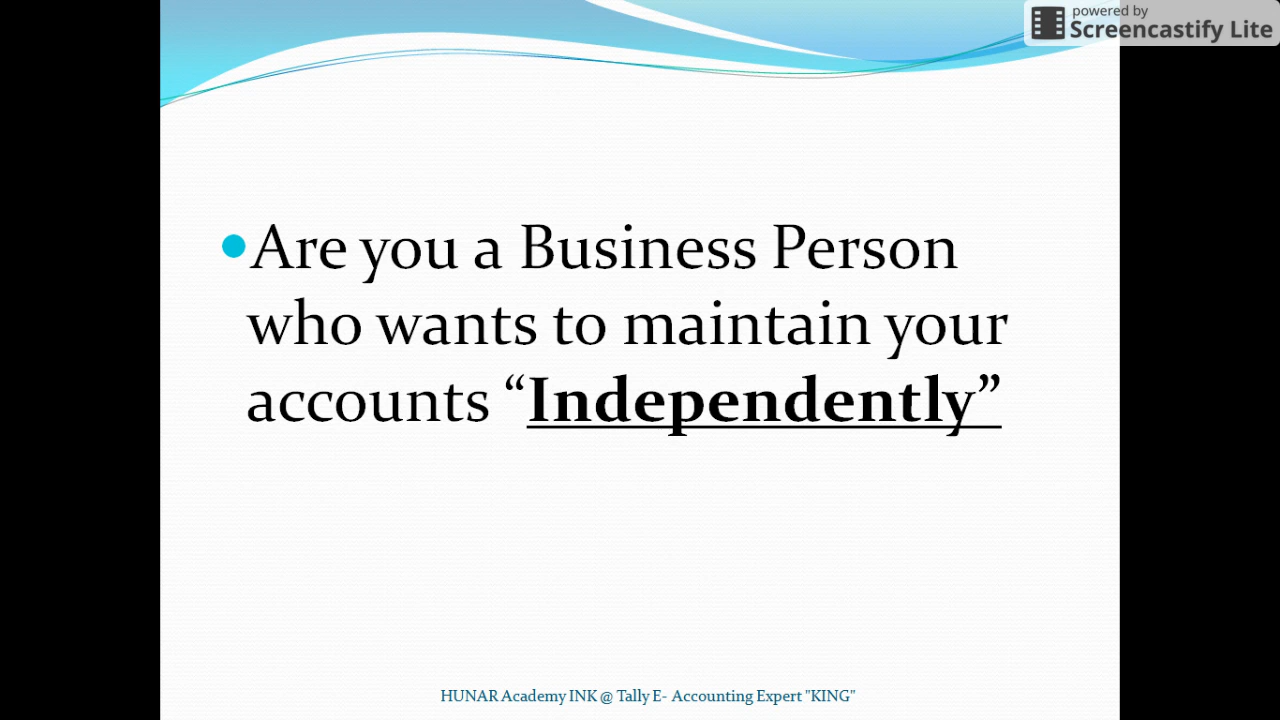 powered by
Screencastify Lite
Are you a Business Person
who wants to maintain your
accounts “Independently”
HUNAR Academy INK @ Tally E- Accounting Expert "KING"